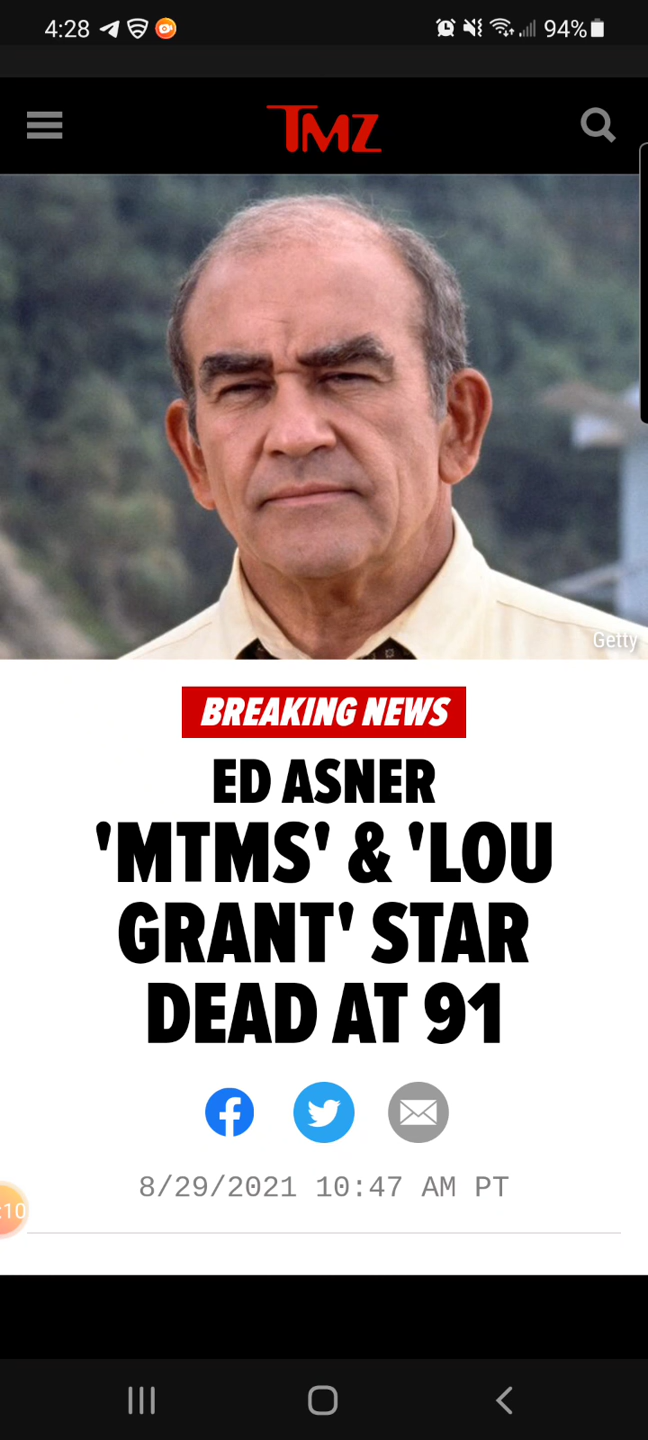 4:28
94%
TMZ
Getty
BREAKING NEWS
ED ASNER
'MTMS' & 'LOU
GRANT' STAR
DEAD AT 91
8/29/2021 10:47 AM PT
:10